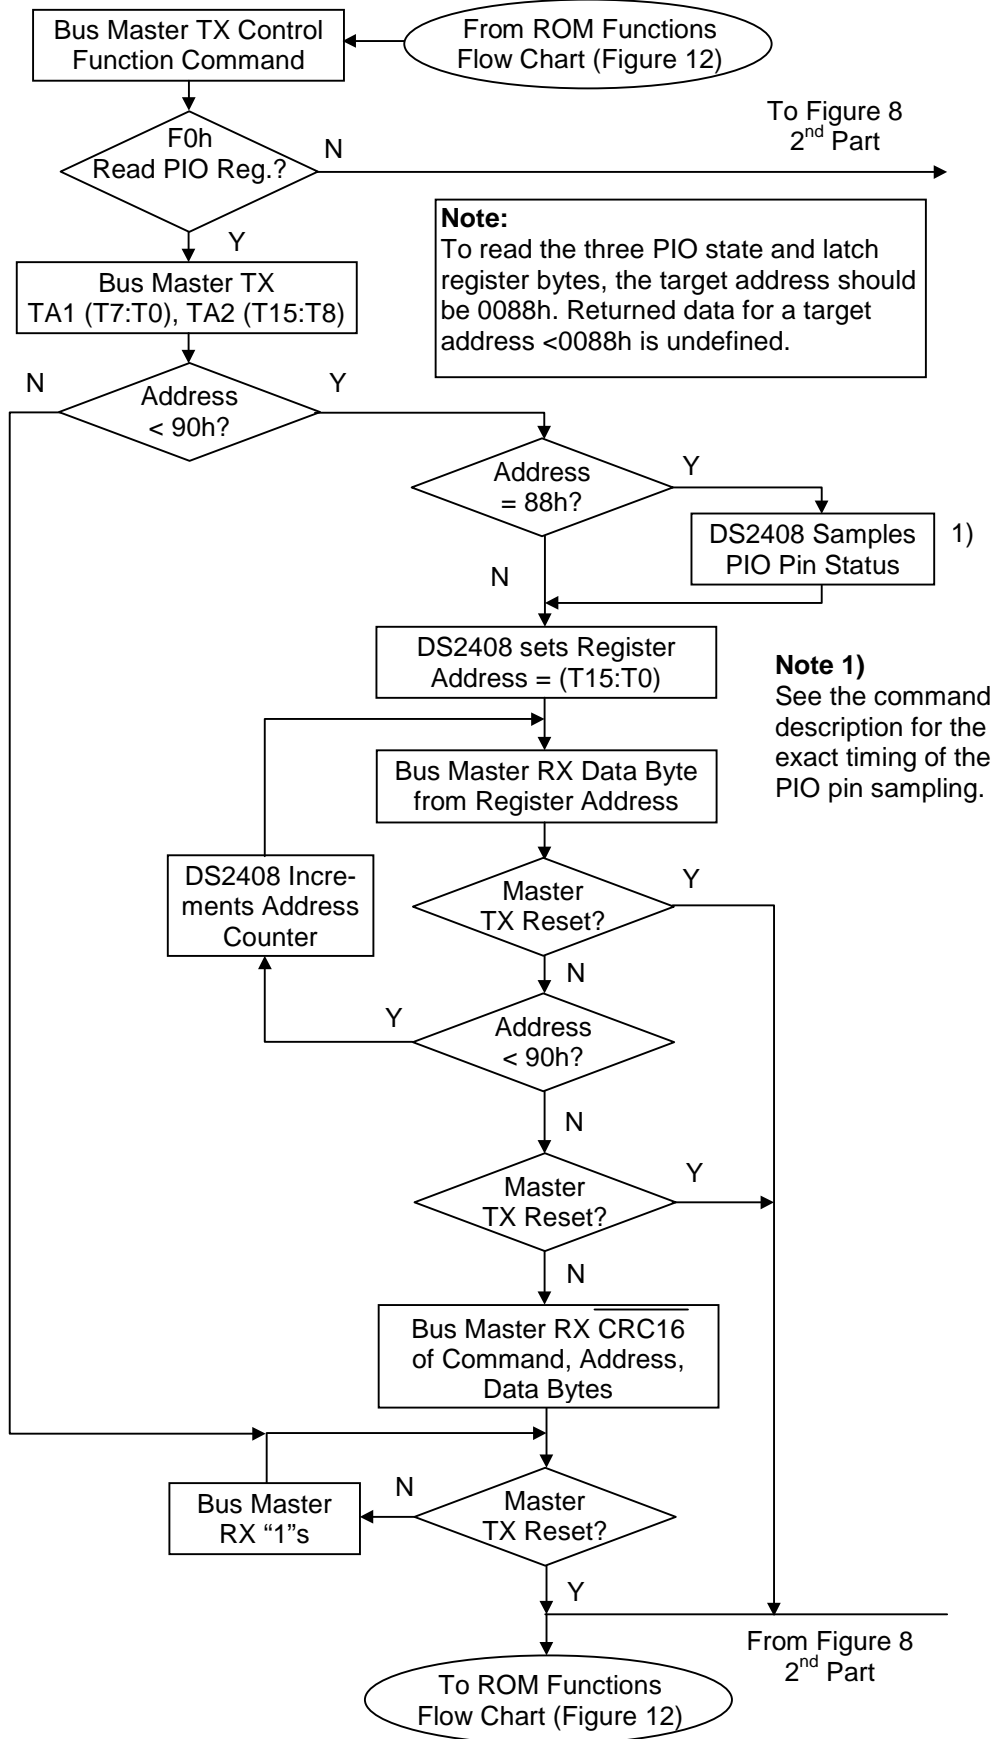 Bus Master TX Control
Function Command
From ROM Functions
Flow Chart (Figure 12)
To Figure 8
2nd Part
F0h
Read PIO Reg.?
N
Y
Note:
To read the three PIO state and latch
register bytes, the target address should
be 0088h. Returned data for a target
address <0088h is undefined.
Bus Master TX
TA1 (T7:T0), TA2 (T15:T8)
N
Address
< 90h?
Y
Address
= 88h?
Y
N
DS2408 Samples
PIO Pin Status
1)
DS2408 sets Register
Address = (T15:T0)
Note 1)
See the command
description for the
exact timing of the
PIO pin sampling.
Bus Master RX Data Byte
from Register Address
DS2408 Incre-
ments Address
Counter
Master
TX Reset?
Y
N
Y
Address
< 90h?
N
Master
TX Reset?
Y
N
Bus Master RX CRC16
of Command, Address,
Data Bytes
Bus Master
RX “1”s
N
Master
TX Reset?
Y
From Figure 8
2nd Part
To ROM Functions
Flow Chart (Figure 12)